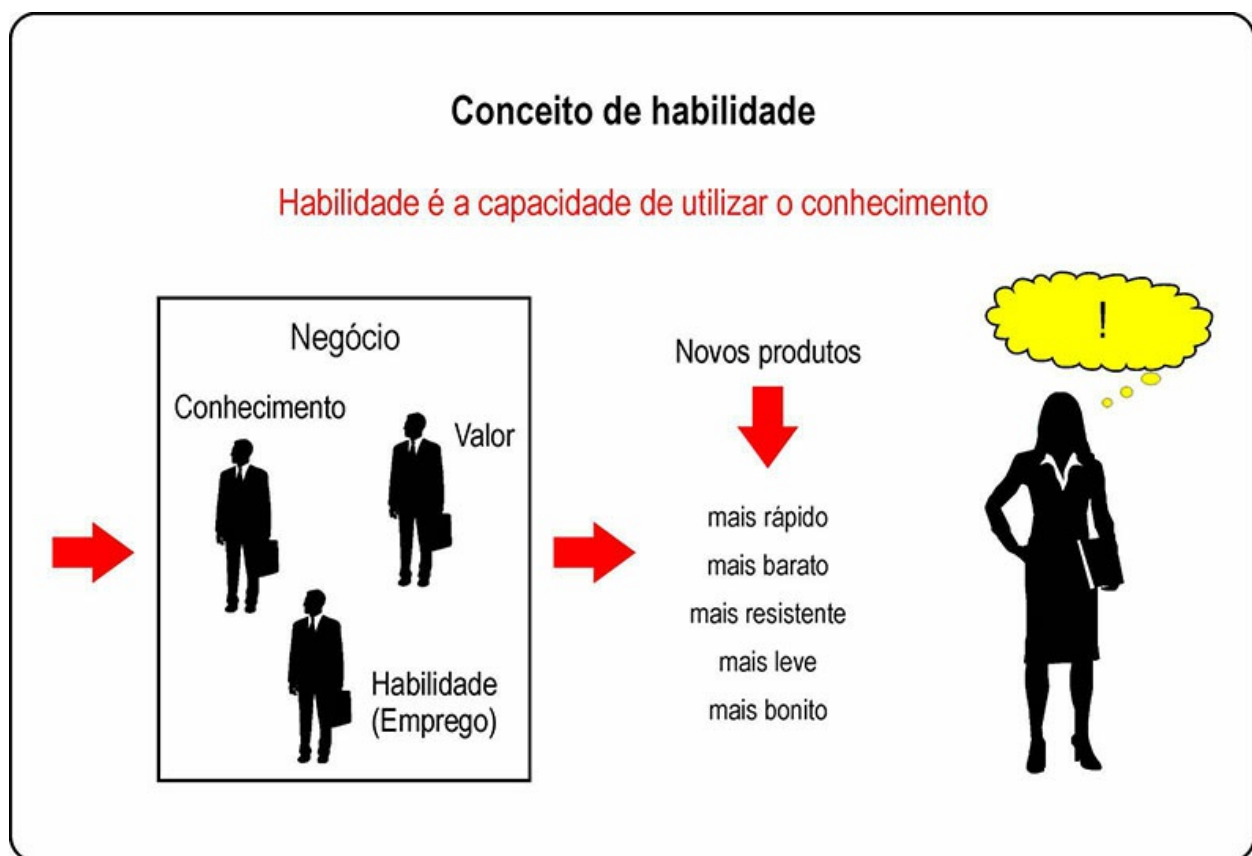 Conceito de habilidade
Habilidade é a capacidade de utilizar o conhecimento
Negócio
Conhecimento
Valor
Habilidade
(Emprego)
Novos produtos
mais rápido
mais barato
mais resistente
mais leve
mais bonito
!